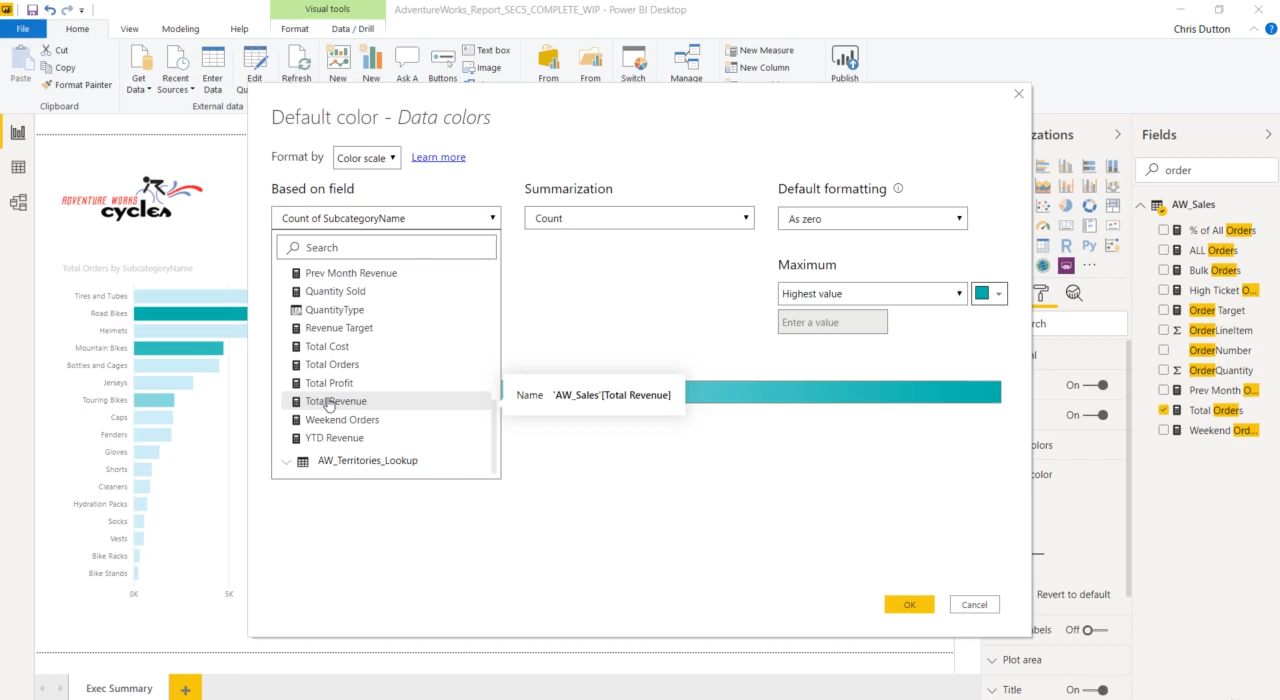 Visual tools
AdventureWorks_Report_SEC5_COMPLETE_WIP - Power BI Desktop
File
Home
View
Modeling
Help
Format
Data / Drill
Chris Dutton
?
Paste
Cut
Copy
Format Painter
Get
Data
Recent
Sources
Enter
Data
Edit
Qu
Refresh
New
New
Ask A
Buttons
Text box
Image
From
From
Switch
Manage
New Measure
New Column
Publish
Clipboard
External data
ADVENTURE WORKS
cycles
Total Orders by SubcategoryName
Tires and Tubes
Road Bikes
Helmets
Mountain Bikes
Bottles and Cages
Jerseys
Touring Bikes
Caps
Fenders
Gloves
Shorts
Cleaners
Hydration Packs
Socks
Vests
Bike Racks
Bike Stands
0K
5K
Default color - Data colors
Format by
Color scale
Learn more
Based on field
Summarization
Default formatting
Count of SubcategoryName
Count
As zero
Search
Prev Month Revenue
Quantity Sold
QuantityType
Revenue Target
Total Cost
Total Orders
Total Profit
Total Revenue
Weekend Orders
YTD Revenue
AW_Territories_Lookup
Name 'AW_Sales'[Total Revenue]
Maximum
Highest value
Enter a value
OK
Cancel
zations
R
Py
rch
l
On
On
olors
color
Revert to default
bels
Off
Plot area
Title
On
Fields
order
AW_Sales
% of All Orders
ALL Orders
Bulk Orders
High Ticket O...
Order Target
OrderLineItem
OrderNumber
OrderQuantity
Prev Month O...
Total Orders
Weekend Ord...
Exec Summary